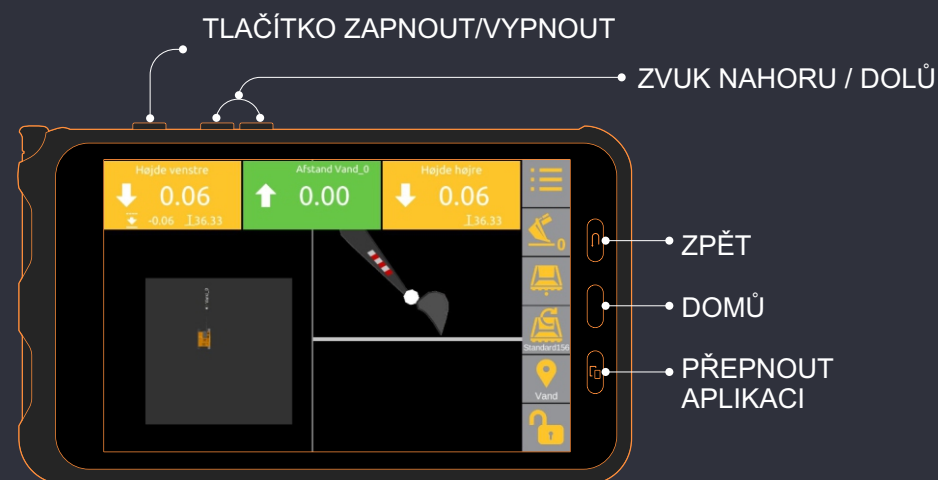 TLAČÍTKO ZAPNOUT/VYPNOUT
ZVUK NAHORU / DOLŮ
Højde venstre
0.06
-0.06 36.33
Afstand Vand_0
0.00
Højde højre
0.06
36.33
0
Standard156
Vand
ZPĚT
DOMŮ
PŘEPNOUT
APLIKACI